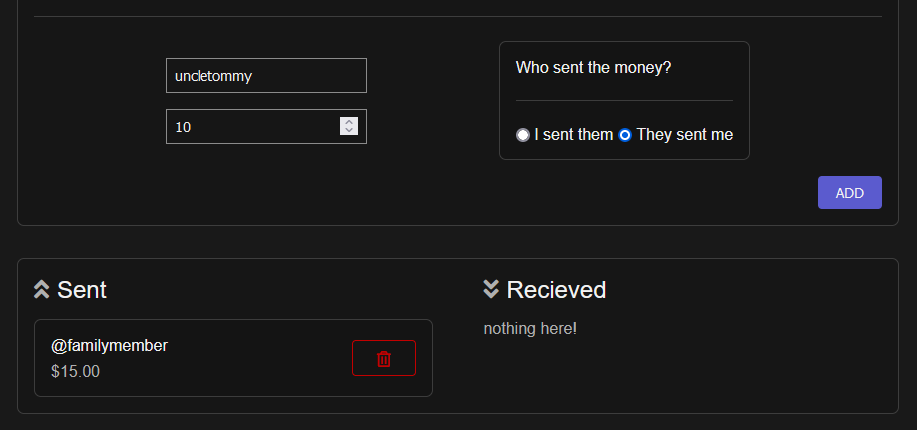 uncletommy
10
Who sent the money?
I sent them They sent me
ADD
Sent
@familymember
$15.00
Recieved
nothing here!